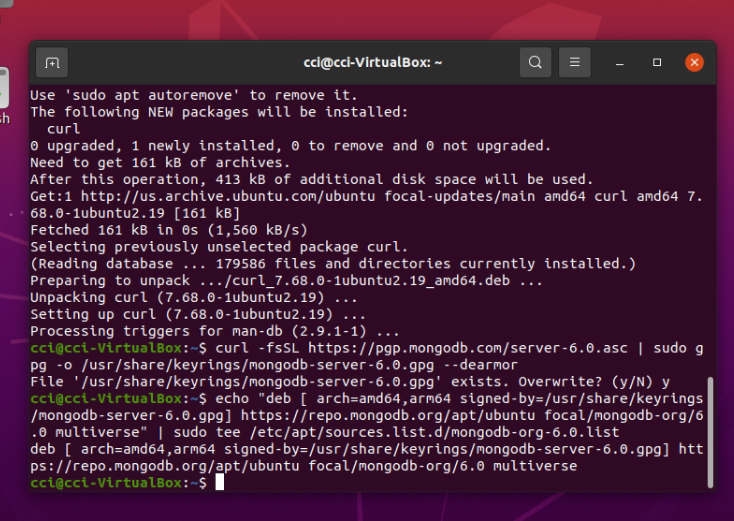 cci@cci-VirtualBox: ~
sh
Use 'sudo apt autoremove' to remove it.
The following NEW packages will be installed:
  curl
0 upgraded, 1 newly installed, 0 to remove and 0 not upgraded.
Need to get 161 kB of archives.
After this operation, 413 kB of additional disk space will be used.
Get:1 http://us.archive.ubuntu.com/ubuntu focal-updates/main amd64 curl amd64 7.
68.0-1ubuntu2.19 [161 kB]
Fetched 161 kB in 0s (1,560 kB/s)
Selecting previously unselected package curl.
(Reading database ... 179586 files and directories currently installed.)
Preparing to unpack .../curl_7.68.0-1ubuntu2.19_amd64.deb ...
Unpacking curl (7.68.0-1ubuntu2.19) ...
Setting up curl (7.68.0-1ubuntu2.19) ...
Processing triggers for man-db (2.9.1-1) ...
cci@cci-VirtualBox:~$ curl -fsSL https://pgp.mongodb.com/server-6.0.asc | sudo g
pg -o /usr/share/keyrings/mongodb-server-6.0.gpg --dearmor
File '/usr/share/keyrings/mongodb-server-6.0.gpg' exists. Overwrite? (y/N) y
cci@cci-VirtualBox:~$ echo "deb [ arch=amd64,arm64 signed-by=/usr/share/keyrings
/mongodb-server-6.0.gpg] https://repo.mongodb.org/apt/ubuntu focal/mongodb-org/6
.0 multiverse" | sudo tee /etc/apt/sources.list.d/mongodb-org-6.0.list
deb [ arch=amd64,arm64 signed-by=/usr/share/keyrings/mongodb-server-6.0.gpg] htt
ps://repo.mongodb.org/apt/ubuntu focal/mongodb-org/6.0 multiverse
cci@cci-VirtualBox:~$